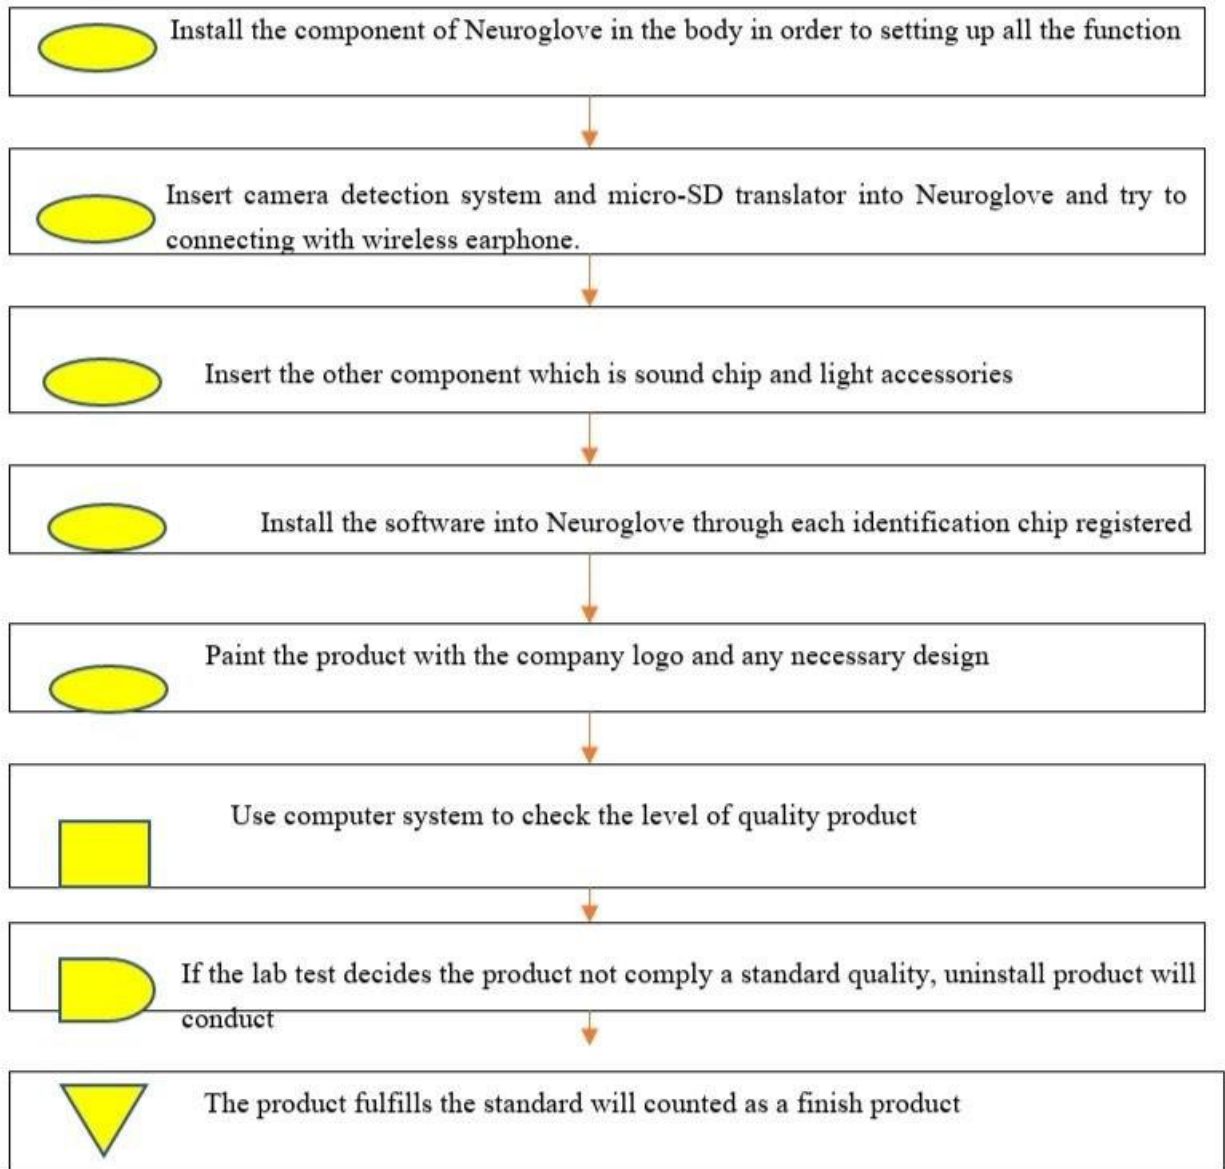 Install the component of Neuroglove in the body in order to setting up all the function
Insert camera detection system and micro-SD translator into Neuroglove and try to
connecting with wireless earphone.
Insert the other component which is sound chip and light accessories
Install the software into Neuroglove through each identification chip registered
Paint the product with the company logo and any necessary design
Use computer system to check the level of quality product
If the lab test decides the product not comply a standard quality, uninstall product will
conduct
The product fulfills the standard will counted as a finish product